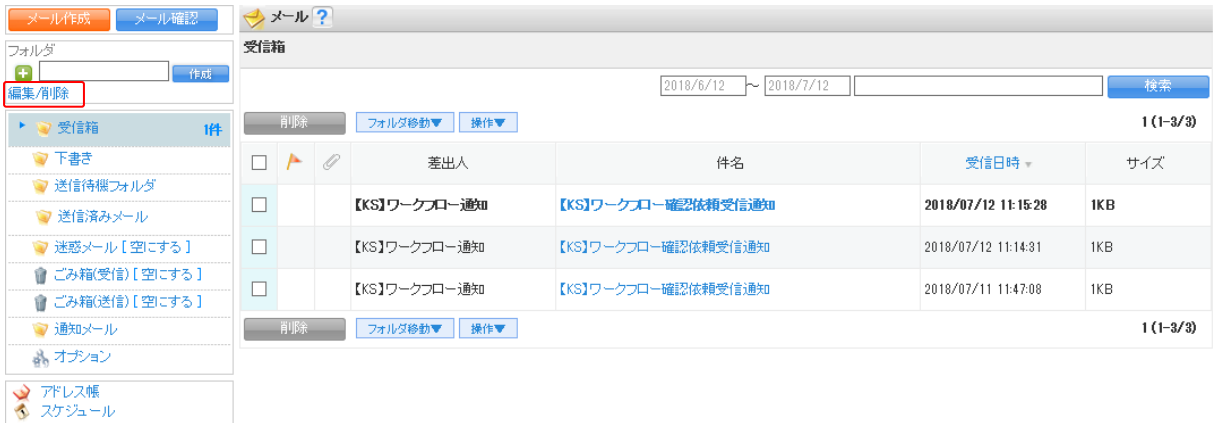 メール作成 メール確認
フォルダ
作成
編集/削除
受信箱 1件
下書き
送信待機フォルダ
送信済みメール
迷惑メール [ 空にする ]
ごみ箱(受信) [ 空にする ]
ごみ箱(送信) [ 空にする ]
通知メール
オプション
アドレス帳
スケジュール
メール ?
受信箱
2018/6/12 ～ 2018/7/12 検索
削除 フォルダ移動▼ 操作▼ 1 (1-3/3)
差出人 件名 受信日時 サイズ
【KS】ワークフロー通知 【KS】ワークフロー確認依頼受信通知 2018/07/12 11:15:28 1KB
【KS】ワークフロー通知 【KS】ワークフロー確認依頼受信通知 2018/07/12 11:14:31 1KB
【KS】ワークフロー通知 【KS】ワークフロー確認依頼受信通知 2018/07/11 11:47:08 1KB
削除 フォルダ移動▼ 操作▼ 1 (1-3/3)